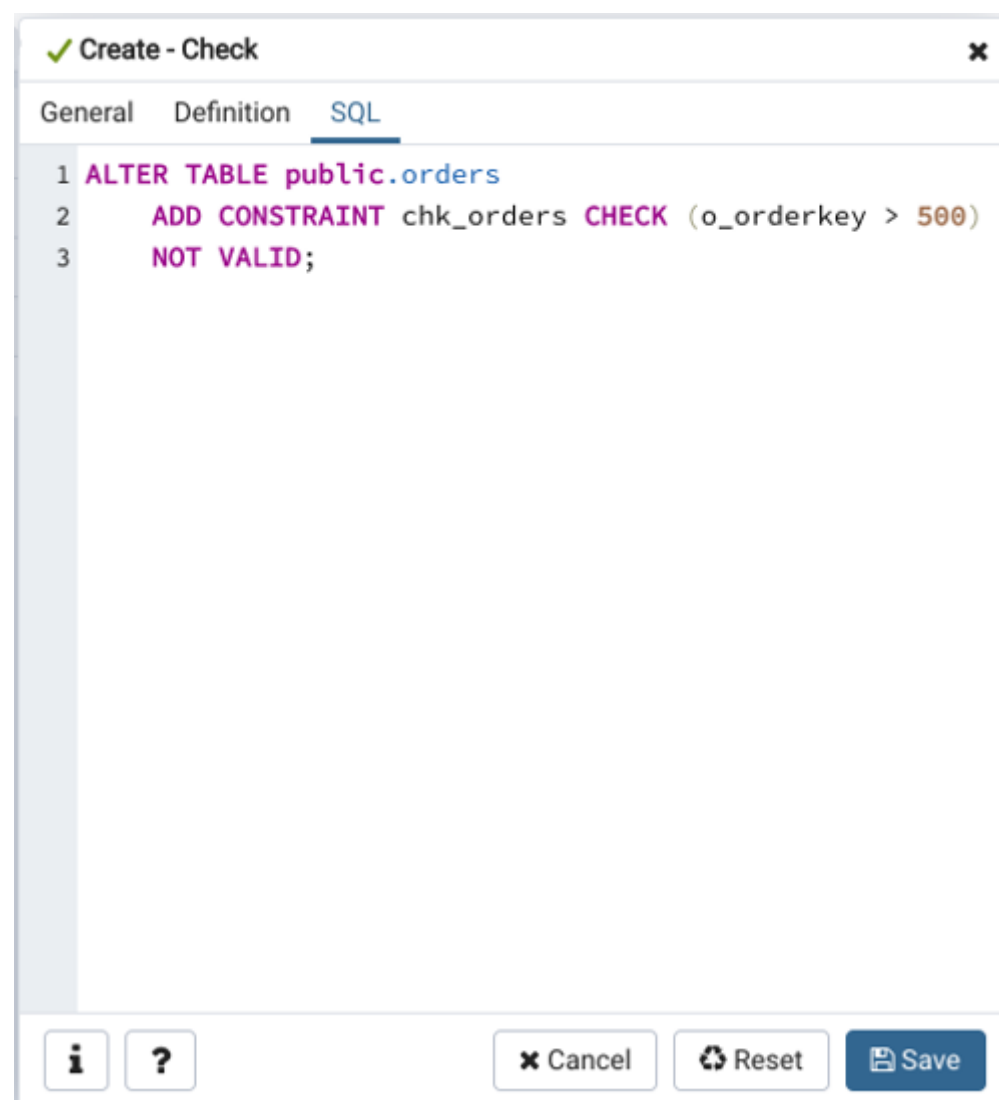 Create - Check
General Definition SQL
1 ALTER TABLE public.orders
2 ADD CONSTRAINT chk_orders CHECK (o_orderkey > 500)
3 NOT VALID;
i ? Cancel Reset Save